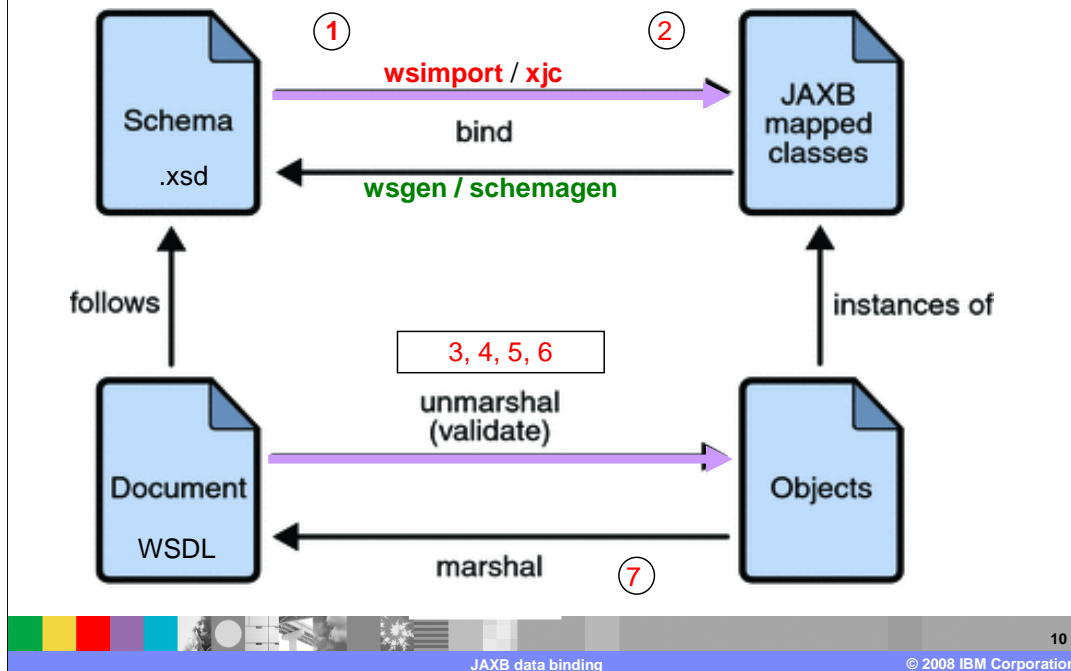 1
2
wsimport / xjc
Schema
.xsd
bind
JAXB
mapped
classes
wsgen / schemagen
follows
instances of
3, 4, 5, 6
unmarshal
(validate)
Document
WSDL
Objects
marshal
7
10
JAXB data binding
© 2008 IBM Corporation